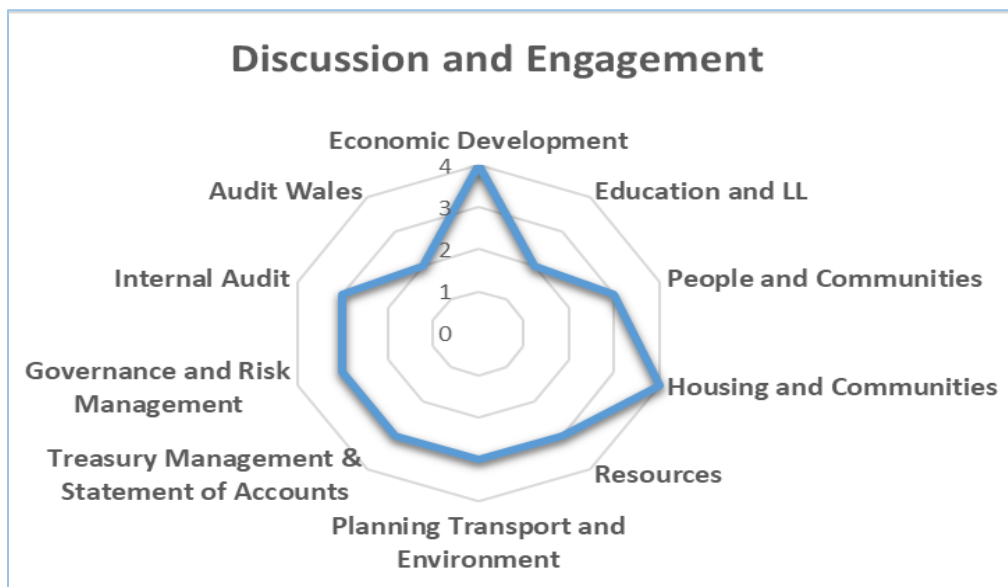 Discussion and Engagement
Economic Development
4
Audit Wales
Education and LL
3
2
Internal Audit
People and Communities
1
0
Governance and Risk
Management
Housing and Communities
Treasury Management &
Statement of Accounts
Resources
Planning Transport and
Environment